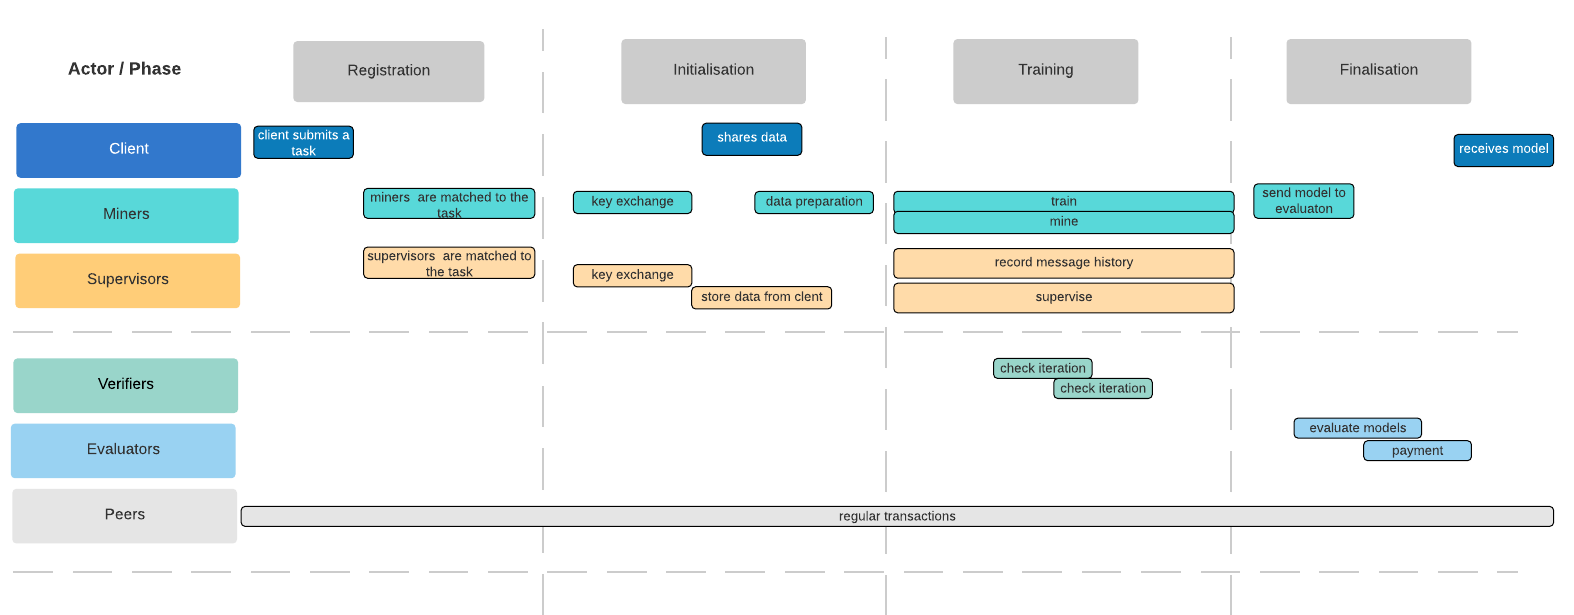 Actor / Phase
Registration
Initialisation
Training
Finalisation
Client
client submits a
task
shares data
receives model
Miners
miners  are matched to the
task
key exchange
data preparation
train
mine
send model to
evaluaton
Supervisors
supervisors  are matched to
the task
key exchange
store data from clent
record message history
supervise
Verifiers
check iteration
check iteration
Evaluators
evaluate models
payment
Peers
regular transactions